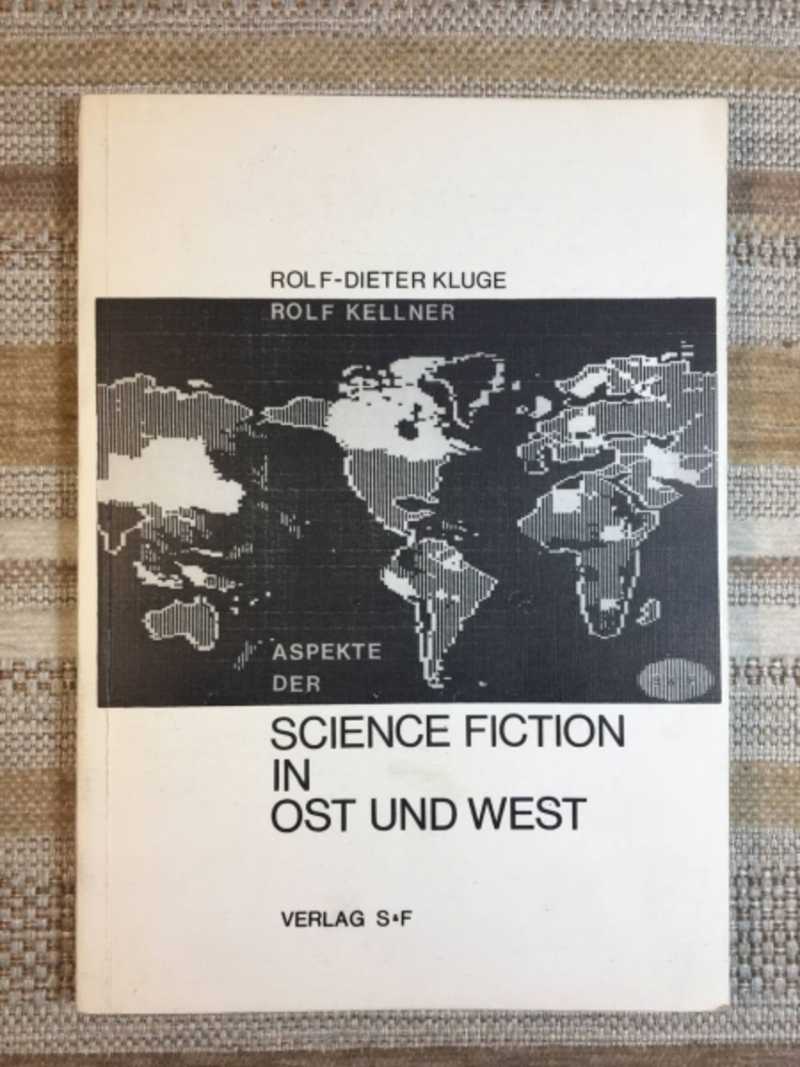 ROLF-DIETER KLUGE
ROLF KELLNER
ASPEKTE
DER
SCIENCE FICTION
IN
OST UND WEST
VERLAG S&F